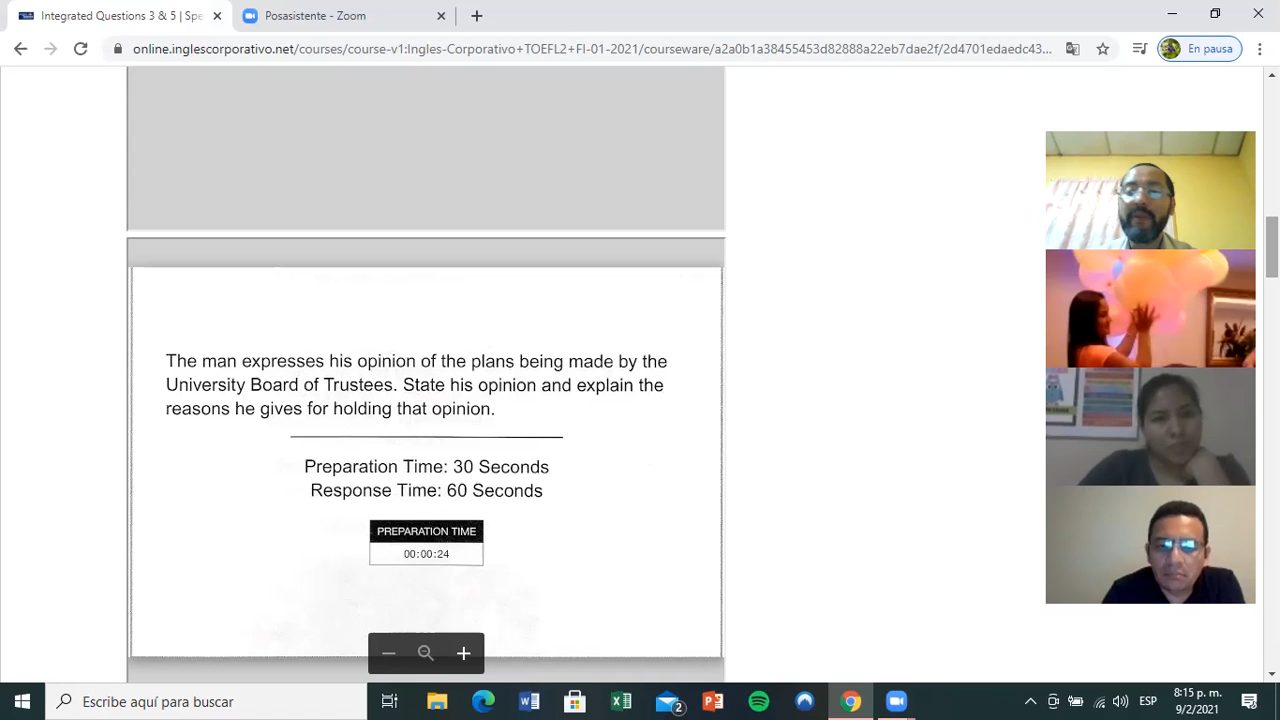 Integrated Questions 3 & 5 | Spe
Posasistente - Zoom
online.inglescorporativo.net/courses/course-v1:Ingles-Corporativo+TOEFL2+FI-01-2021/courseware/a2a0b1a38455453d82888a22eb7dae2f/2d4701edaedc43...
En pausa
The man expresses his opinion of the plans being made by the
University Board of Trustees. State his opinion and explain the
reasons he gives for holding that opinion.
Preparation Time: 30 Seconds
Response Time: 60 Seconds
PREPARATION TIME
00:00:24
Escribe aquí para buscar
2
ESP
8:15 p. m.
9/2/2021